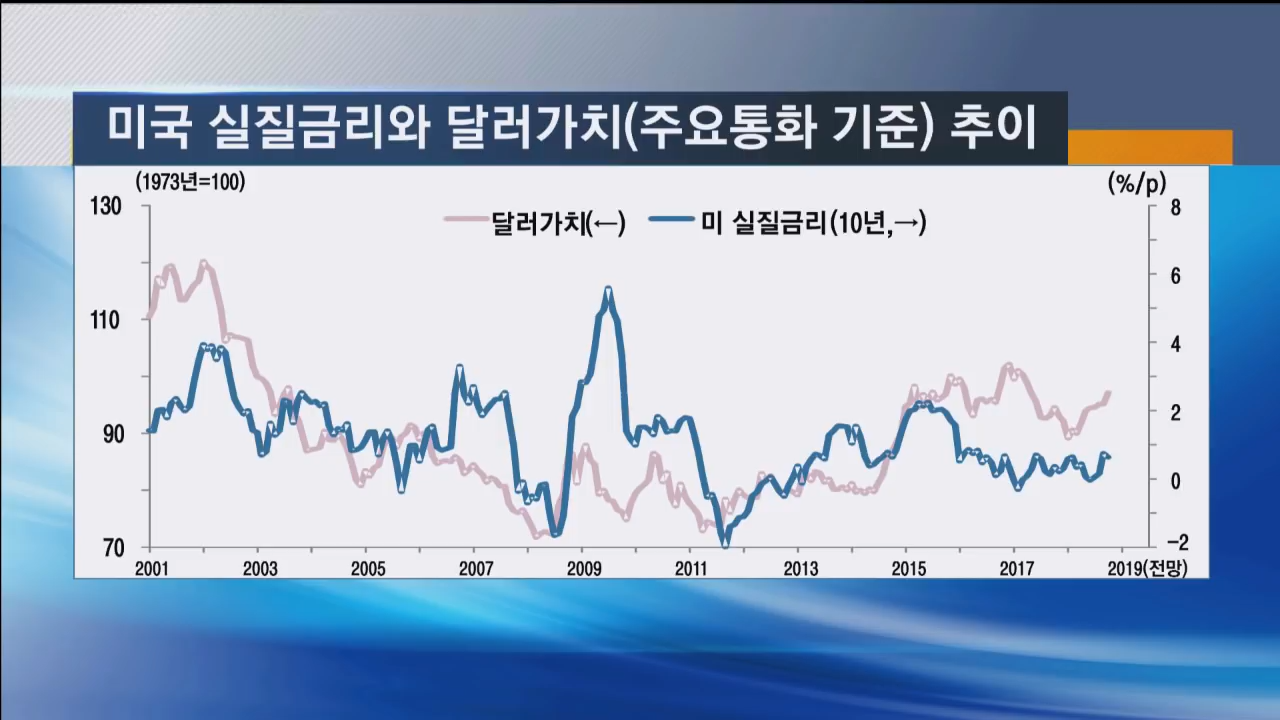 미국 실질금리와 달러가치(주요통화 기준) 추이
(1973년=100)
(%/p)
달러가치(←)
미 실질금리(10년,→)
130
110
90
70
8
6
4
2
0
-2
2001 2003 2005 2007 2009 2011 2013 2015 2017 2019(전망)